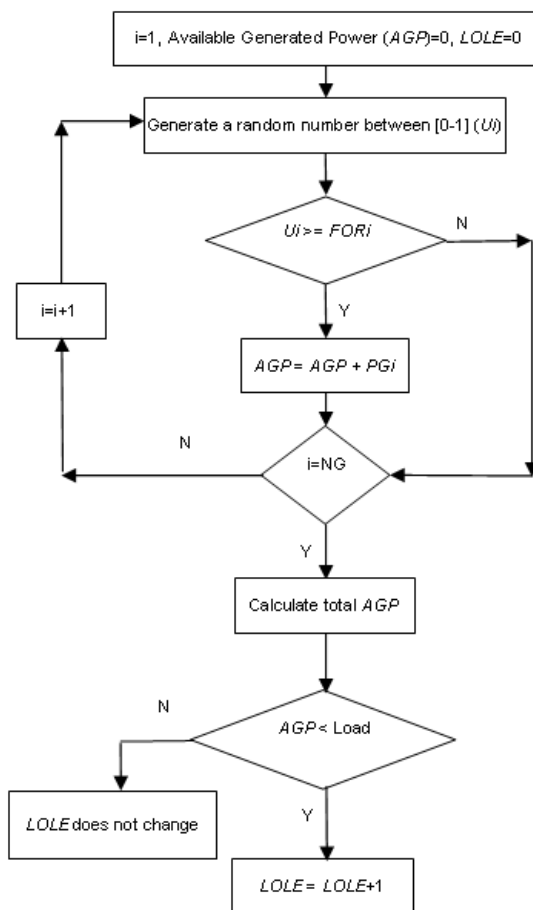 i=1, Available Generated Power (AGP)=0, LOLE=0
Generate a random number between [0-1] (Ui)
Ui>= FORi
N
i=i+1
Y
AGP= AGP + PGi
N
i=NG
Y
Calculate total AGP
N
AGP< Load
LOLE does not change
Y
LOLE= LOLE+1